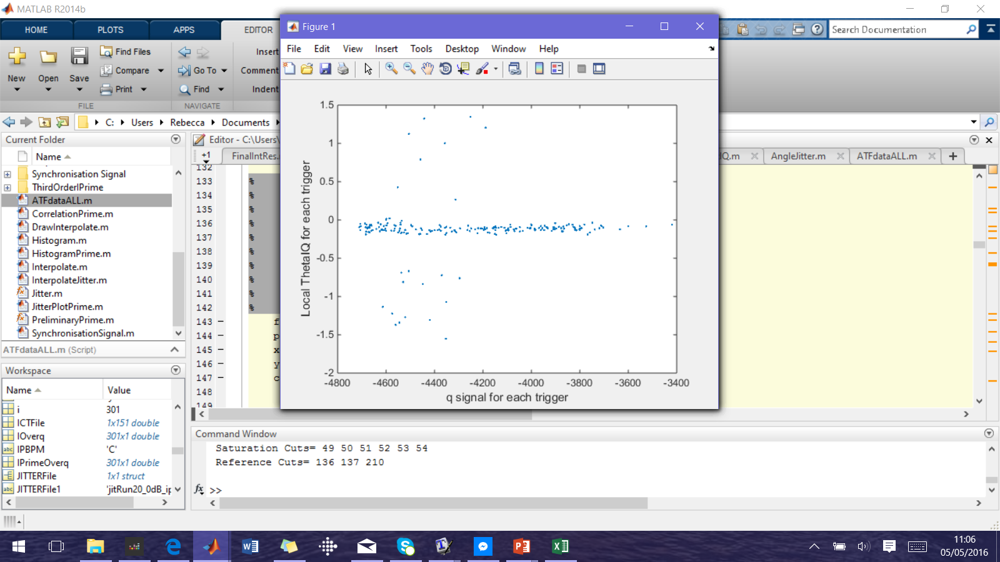 MATLAB R2014b
HOME
PLOTS
APPS
EDITOR
Search Documentation
New
Open
Save
Find Files
Compare
Print
Go To
Find
Insert
Comment
Indent
FILE
NAVIGATE
C:
Users
Rebecca
Documents
Current Folder
Name
Synchronisation Signal
ThirdOrderIPrime
ATFdataALL.m
CorrelationPrime.m
DrawInterpolate.m
Histogram.m
HistogramPrime.m
Interpolate.m
InterpolateJitter.m
Jitter.m
JitterPlotPrime.m
PreliminaryPrime.m
SynchronisationSignal.m
ATFdataALL.m (Script)
Workspace
Name
Value
i
301
ICTFile
1x151 double
IOverq
301x1 double
IPBPM
'C'
IPrimeOverq
301x1 double
JITTERFile
1x1 struct
JITTERFile1
'jitRun20_0dB_ip
Editor - C:\Users\
+1
FinalIntRes.
IQ.m
AngleJitter.m
ATFdataALL.m
132
133 %
134 %
135 %
136 %
137 %
138 %
139 %
140 %
141 %
142 %
143 – f
144 – p
145 – x
146 – y
147 – c
148
149
Figure 1
File
Edit
View
Insert
Tools
Desktop
Window
Help
1.5
1
0.5
0
-0.5
-1
-1.5
-2
Local ThetaIQ for each trigger
-4800 -4600 -4400 -4200 -4000 -3800 -3600 -3400
q signal for each trigger
Command Window
Saturation Cuts= 49 50 51 52 53 54
Reference Cuts= 136 137 210
fx >>
11:06
05/05/2016